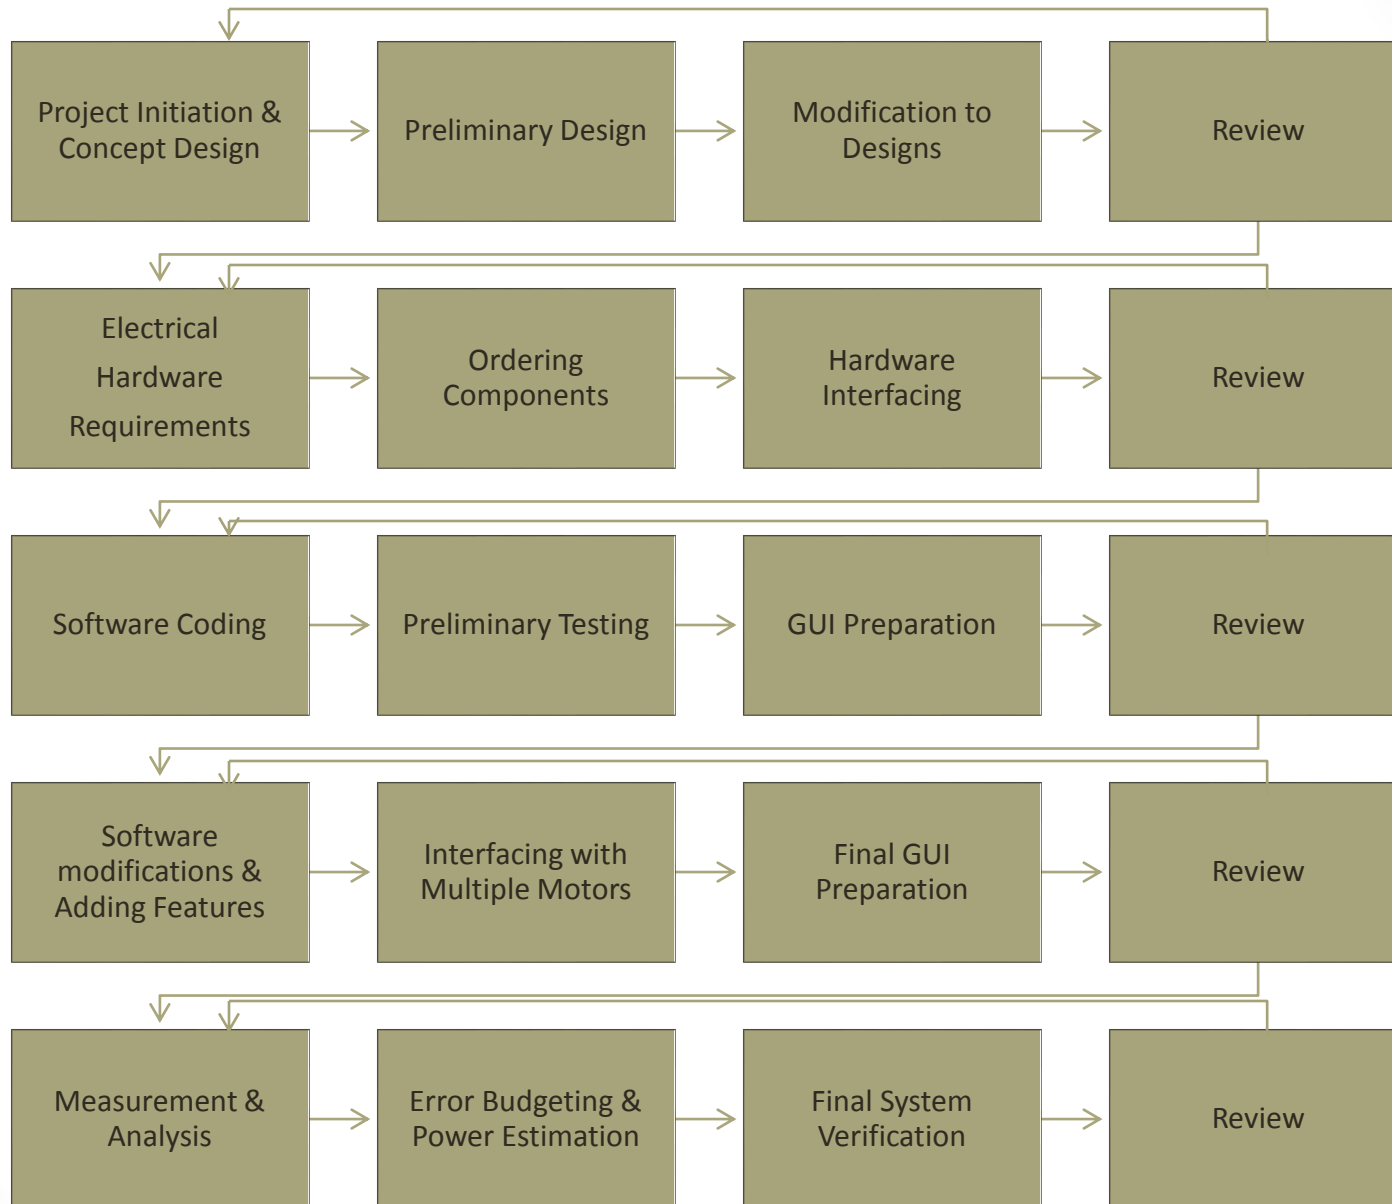 Project Initiation &
Concept Design
Preliminary Design
Modification to
Designs
Review
Electrical
Hardware
Requirements
Ordering
Components
Hardware
Interfacing
Review
Software Coding
Preliminary Testing
GUI Preparation
Review
Software
modifications &
Adding Features
Interfacing with
Multiple Motors
Final GUI
Preparation
Review
Measurement &
Analysis
Error Budgeting &
Power Estimation
Final System
Verification
Review